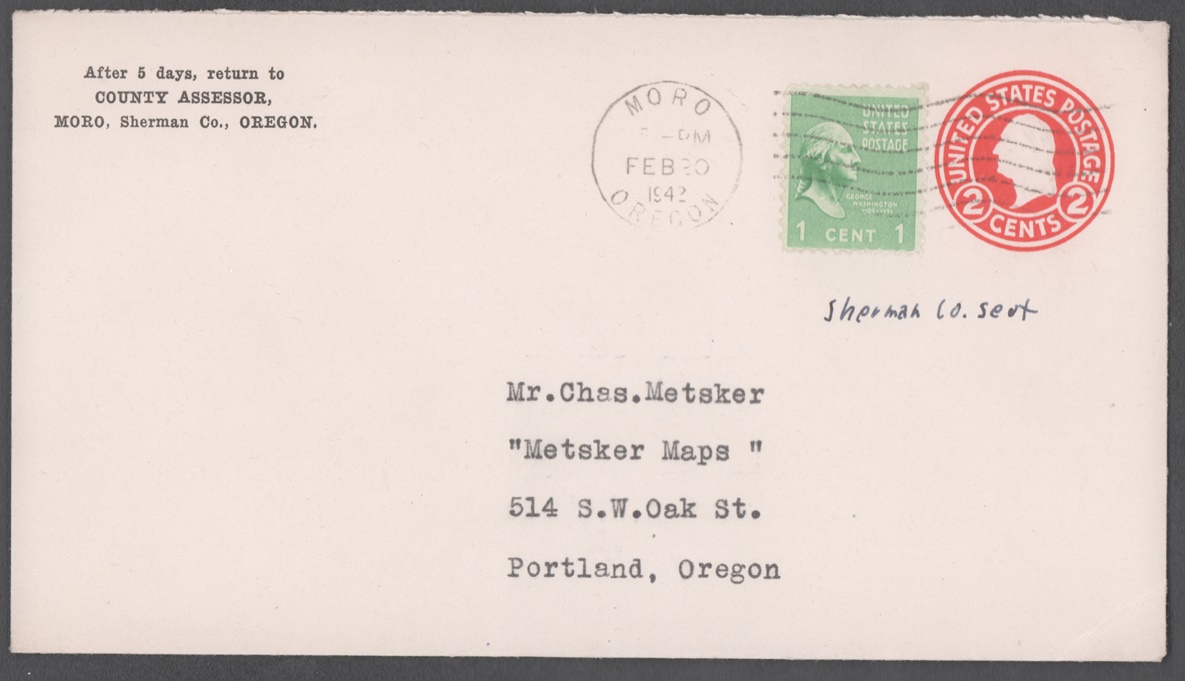 After 5 days, return to
COUNTY ASSESSOR,
MORO, Sherman Co., OREGON.
MORO
PM
FEB 20
1942
OREGON
UNITED
STATES
POSTAGE
GEORGE
WASHINGTON
1 CENT 1
UNITED STATES POSTAGE
2 CENTS 2
Sherman Co. seat
Mr.Chas.Metsker
"Metsker Maps "
514 S.W.Oak St.
Portland, Oregon